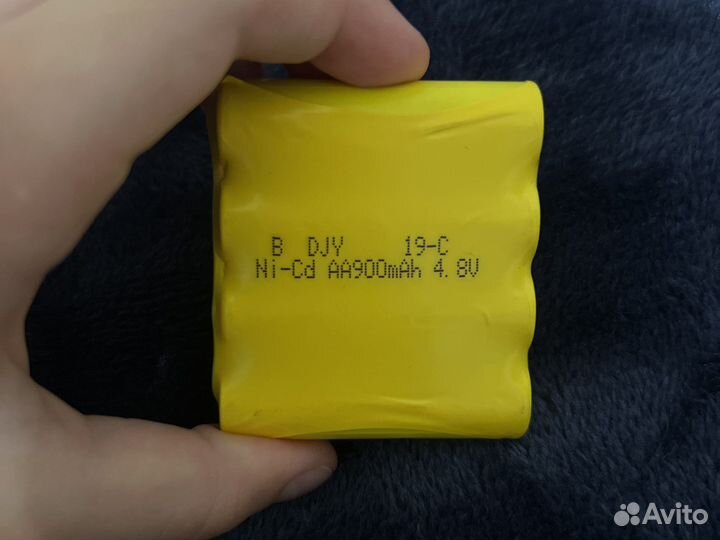 B DJY 19-C
Ni-Cd AA900mAh 4.8V
Avito